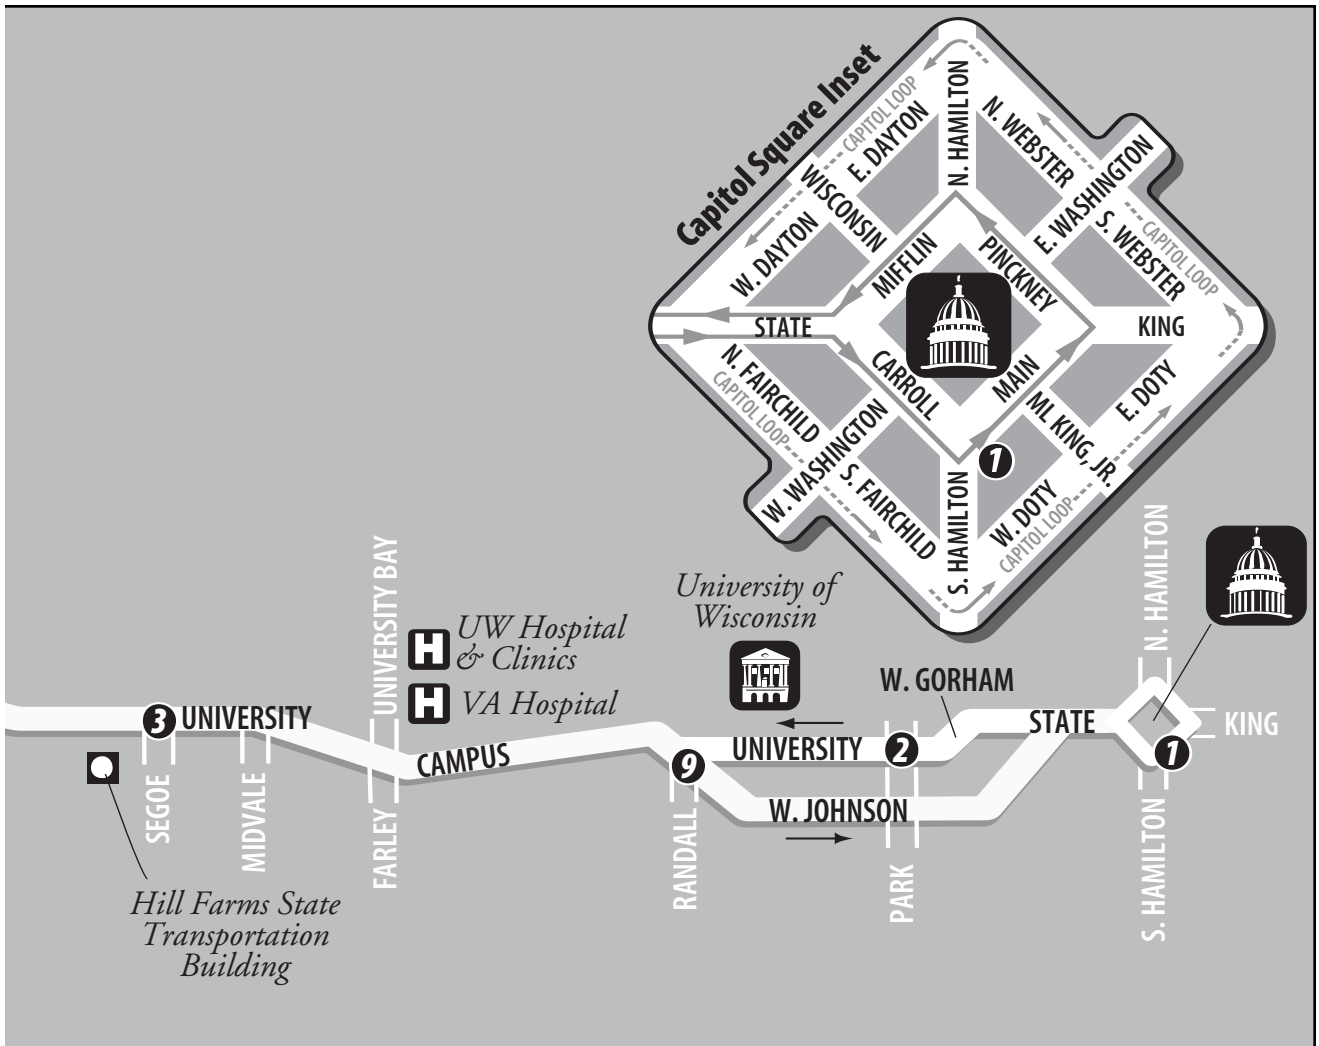 Capitol Square Inset
CAPITOL LOOP
E. DAYTON
N. HAMILTON
N. WEBSTER
WISCONSIN
E. WASHINGTON
W. DAYTON
MIFFLIN
PINCKNEY
S. WEBSTER
CAPITOL LOOP
STATE
KING
N. FAIRCHILD
CAPITOL LOOP
CARROLL
MAIN
ML KING, JR.
E. DOTY
W. WASHINGTON
1
S. FAIRCHILD
S. HAMILTON
W. DOTY
CAPITOL LOOP
University of
Wisconsin
UNIVERSITY BAY
UW Hospital
& Clinics
VA Hospital
N. HAMILTON
W. GORHAM
3
UNIVERSITY
CAMPUS
9
UNIVERSITY
2
STATE
1
KING
W. JOHNSON
SEGOE
MIDVALE
FARLEY
RANDALL
PARK
S. HAMILTON
H
H
Hill Farms State
Transportation
Building